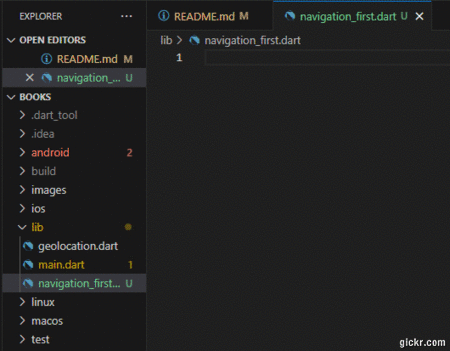 EXPLORER ...
README.md M
navigation_first.dart U
OPEN EDITORS
README.md M
navigation_... U
lib > navigation_first.dart
1
BOOKS
.dart_tool
.idea
android 2
build
images
ios
lib
geolocation.dart
main.dart 1
navigation_first... U
linux
macos
test
gickr.com